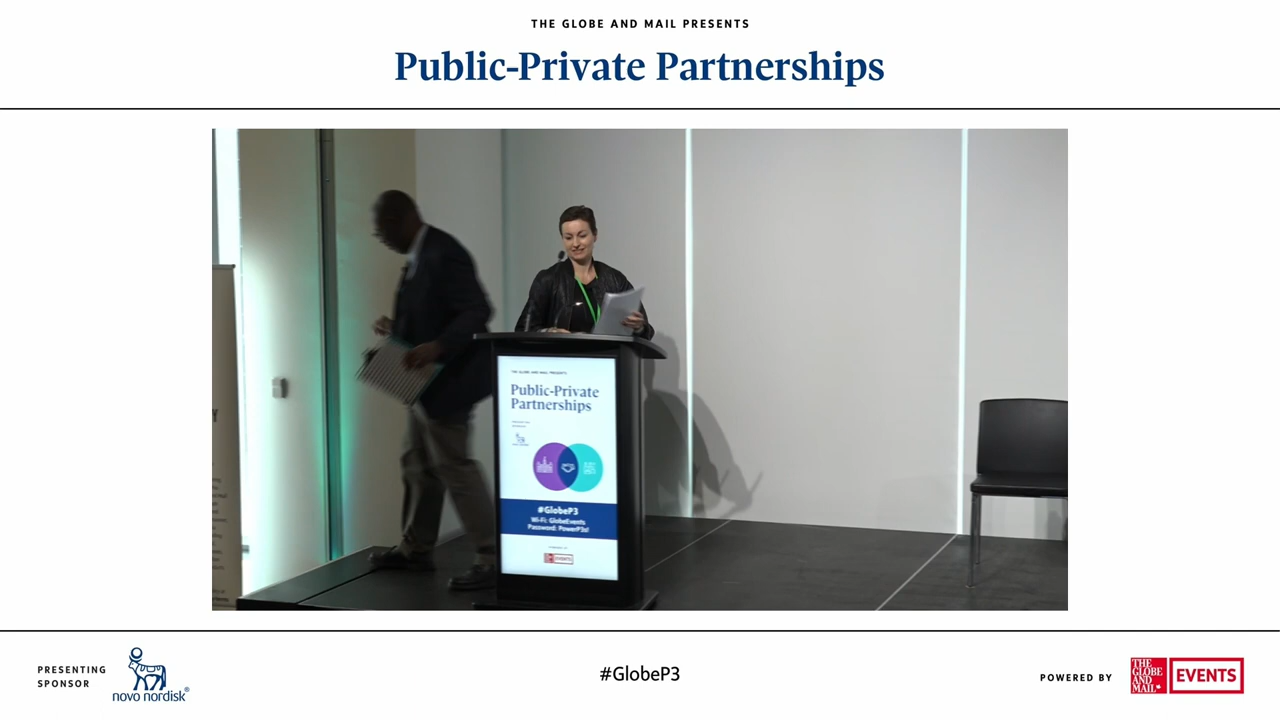 THE GLOBE AND MAIL PRESENTS
Public-Private Partnerships
THE GLOBE AND MAIL PRESENTS
Public-Private
Partnerships
#GlobeP3
Wi-Fi: GlobeEvents
Password: PowerP3s!
EVENTS
PRESENTING
SPONSOR
novo nordisk®
#GlobeP3
POWERED BY
THE
GLOBE
AND
MAIL
EVENTS